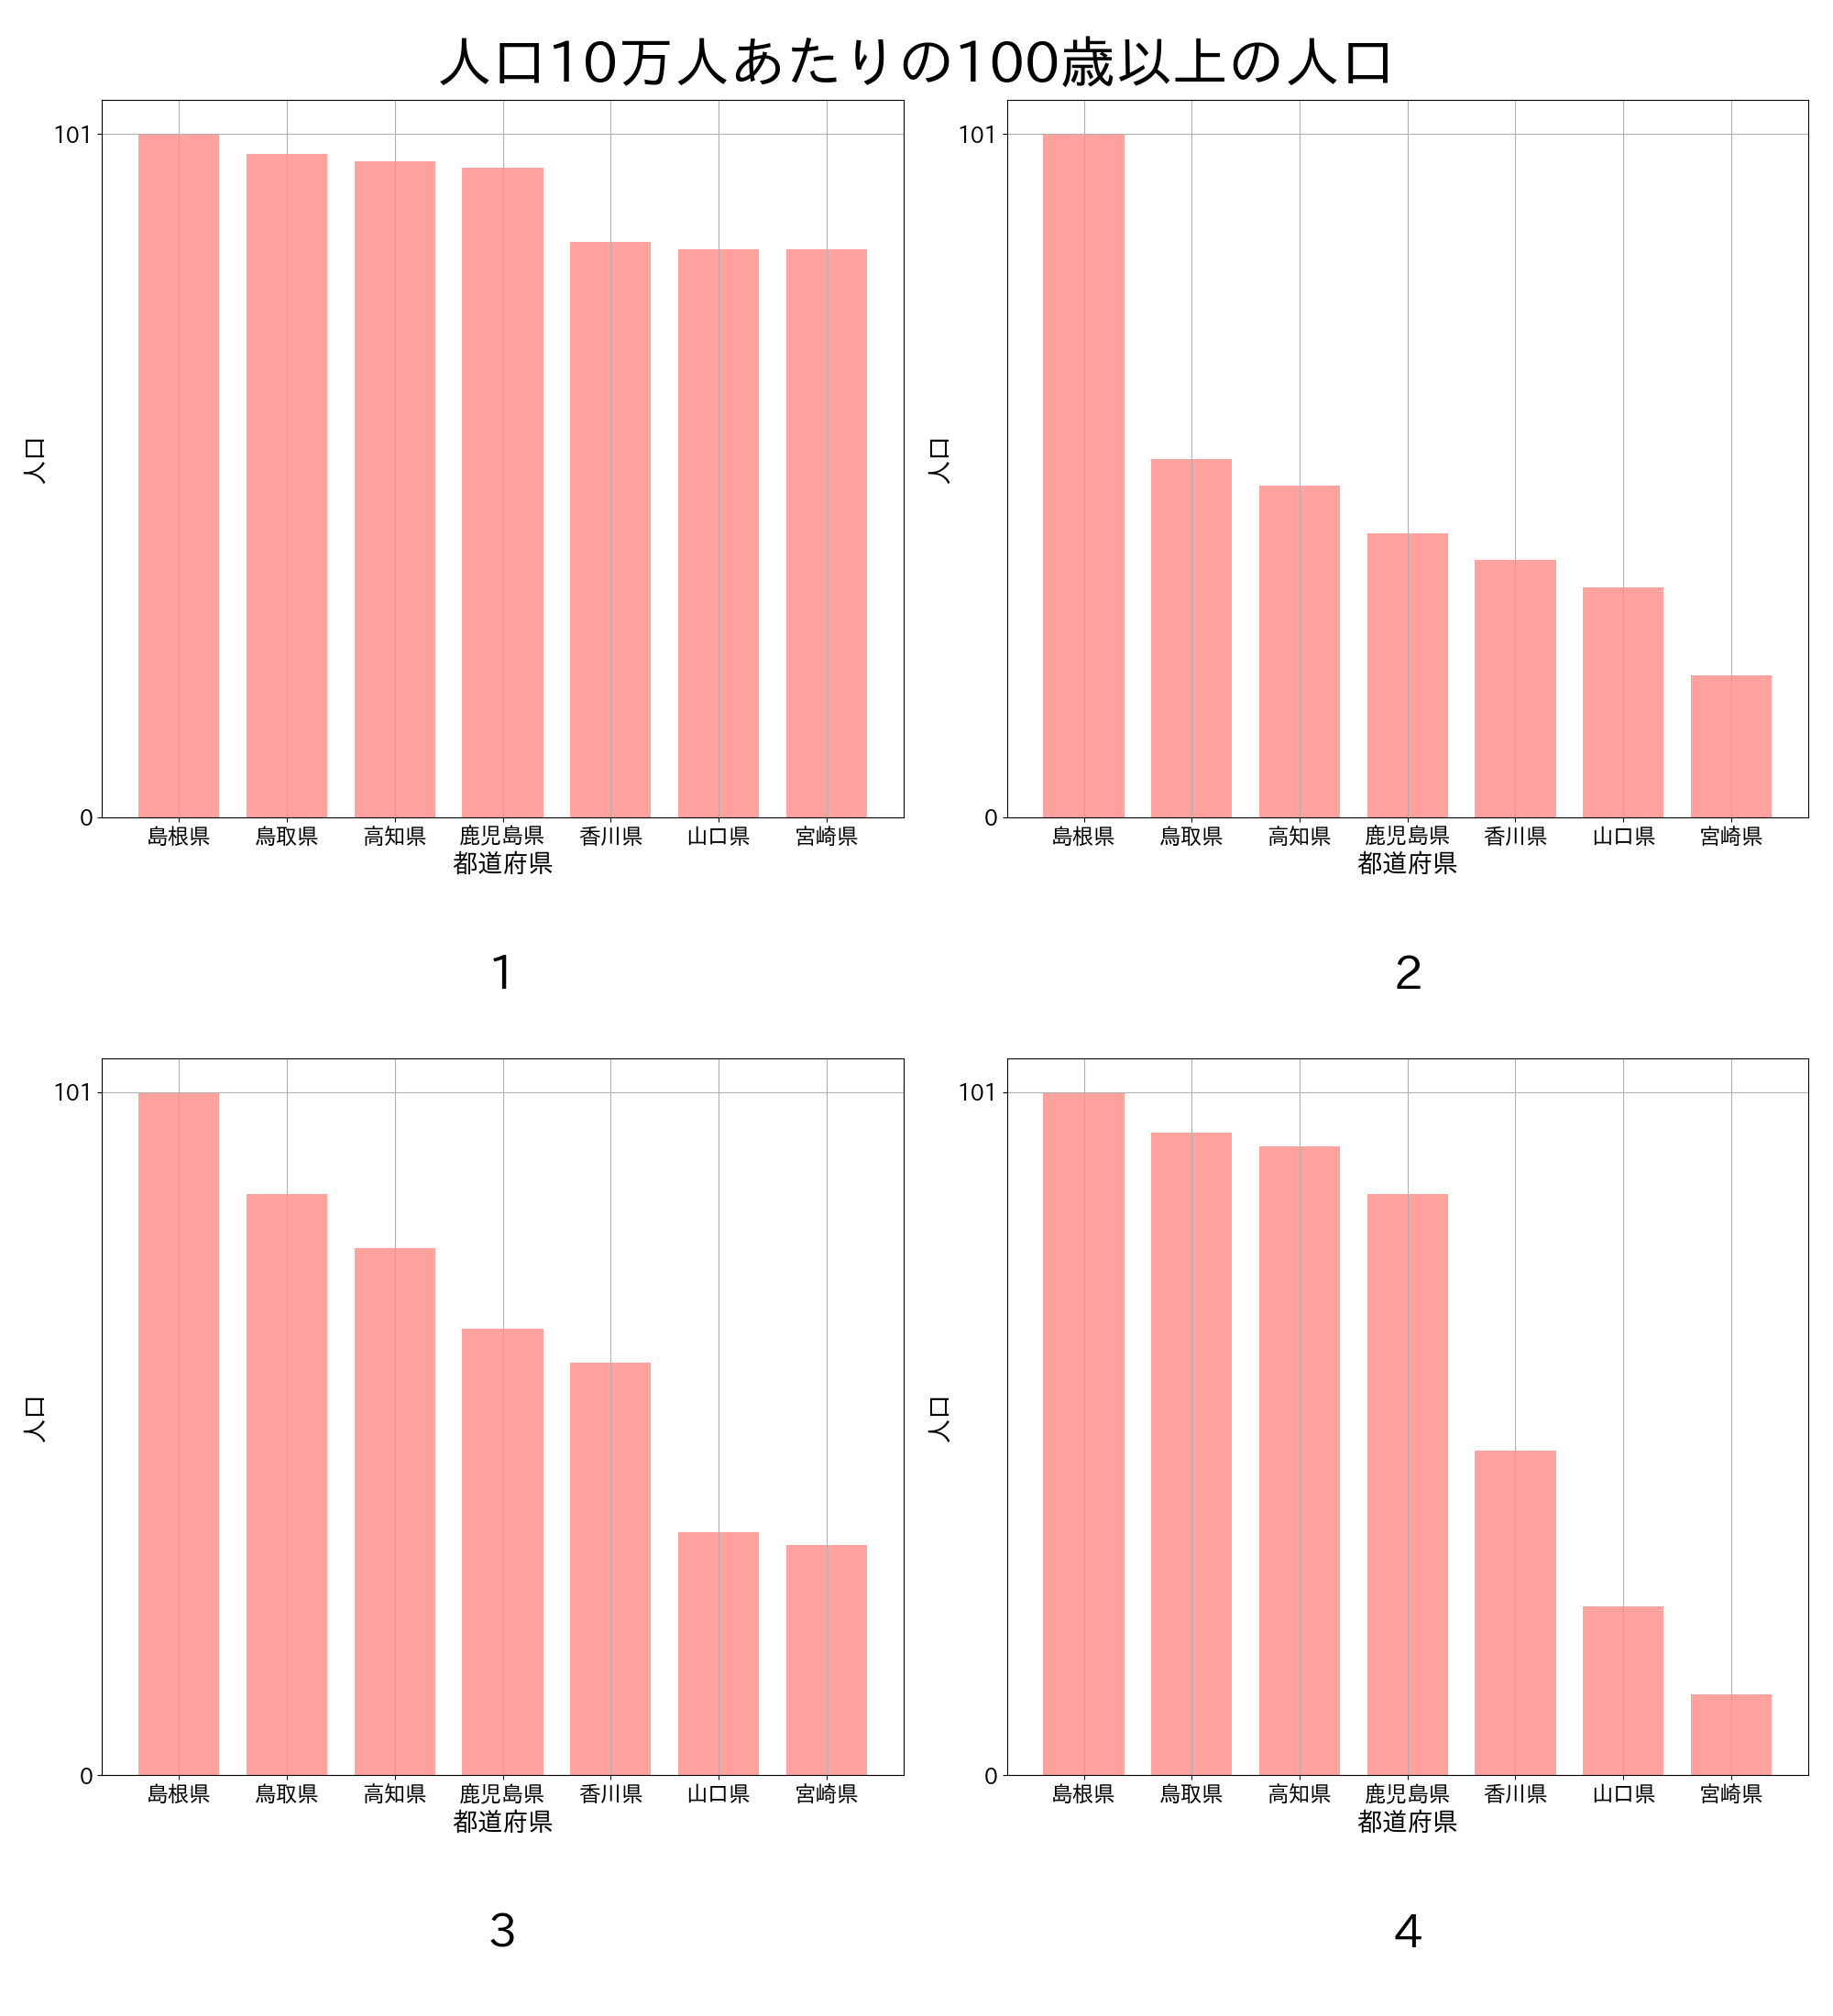 人口10万人あたりの100歳以上の人口
101
0
人口
島根県 鳥取県 高知県 鹿児島県 香川県 山口県 宮崎県
都道府県
1
101
0
人口
島根県 鳥取県 高知県 鹿児島県 香川県 山口県 宮崎県
都道府県
2
101
0
人口
島根県 鳥取県 高知県 鹿児島県 香川県 山口県 宮崎県
都道府県
3
101
0
人口
島根県 鳥取県 高知県 鹿児島県 香川県 山口県 宮崎県
都道府県
4